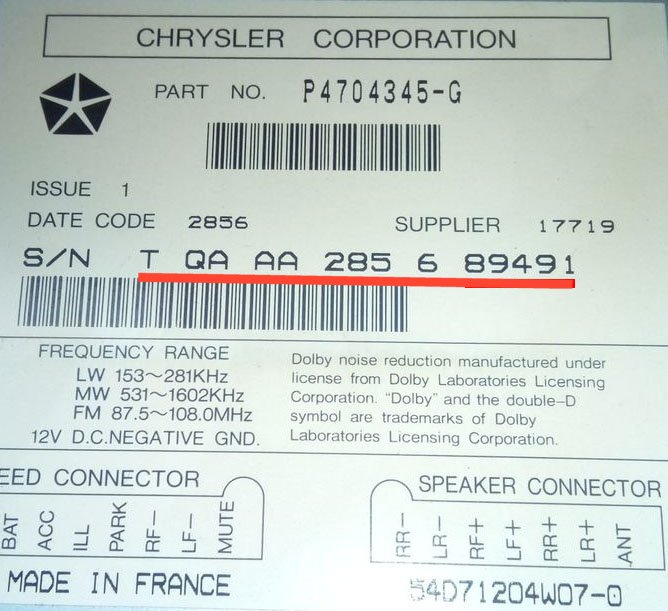 CHRYSLER CORPORATION
PART NO. P4704345-G
ISSUE 1
DATE CODE 2856
SUPPLIER 17719
S/N T QA AA 285 6 89491
FREQUENCY RANGE
LW 153~281KHz
MW 531~1602KHz
FM 87.5~108.0MHz
12V D.C.NEGATIVE GND.
Dolby noise reduction manufactured under
license from Dolby Laboratories Licensing
Corporation. "Dolby" and the double-D
symbol are trademarks of Dolby
Laboratories Licensing Corporation.
EED CONNECTOR
BAT
ACC
ILL
PARK
RF-
LF-
MUTE
SPEAKER CONNECTOR
RR-
LR-
RF+
LF+
RR+
LR+
ANT
MADE IN FRANCE
54D71204W07-0